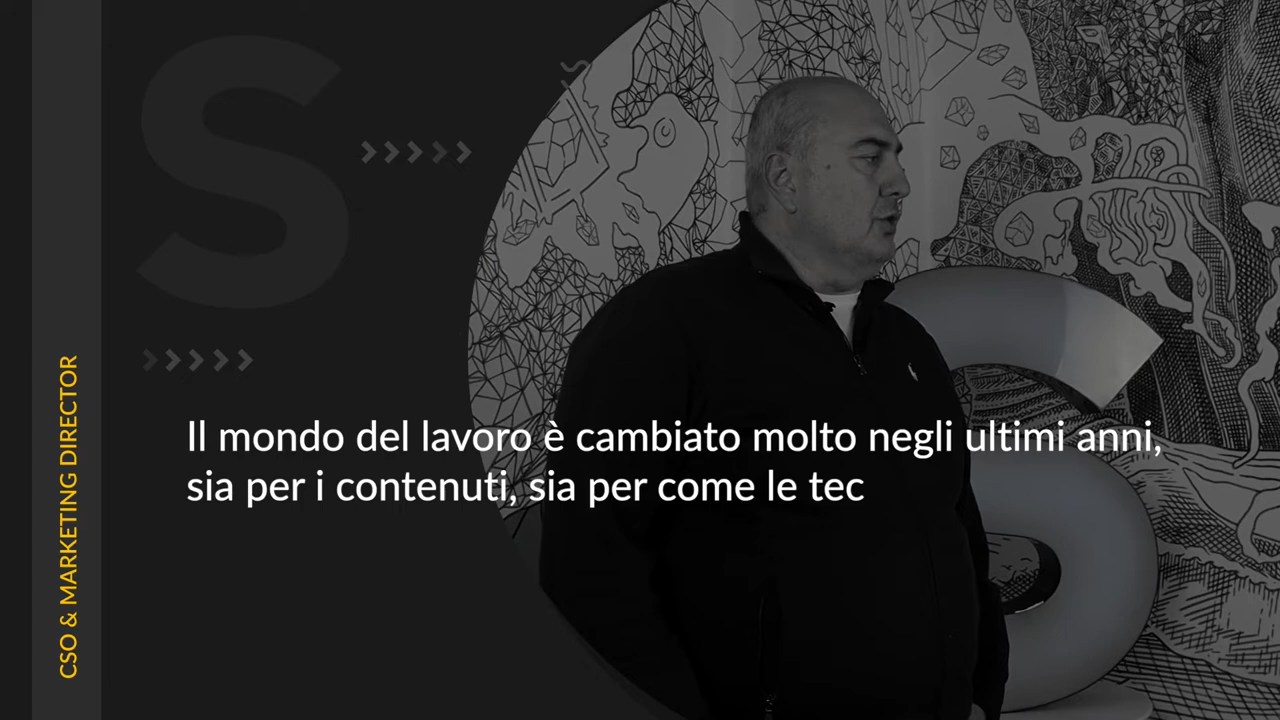 S
CSO & MARKETING DIRECTOR
Il mondo del lavoro è cambiato molto negli ultimi anni,
sia per i contenuti, sia per come le tec